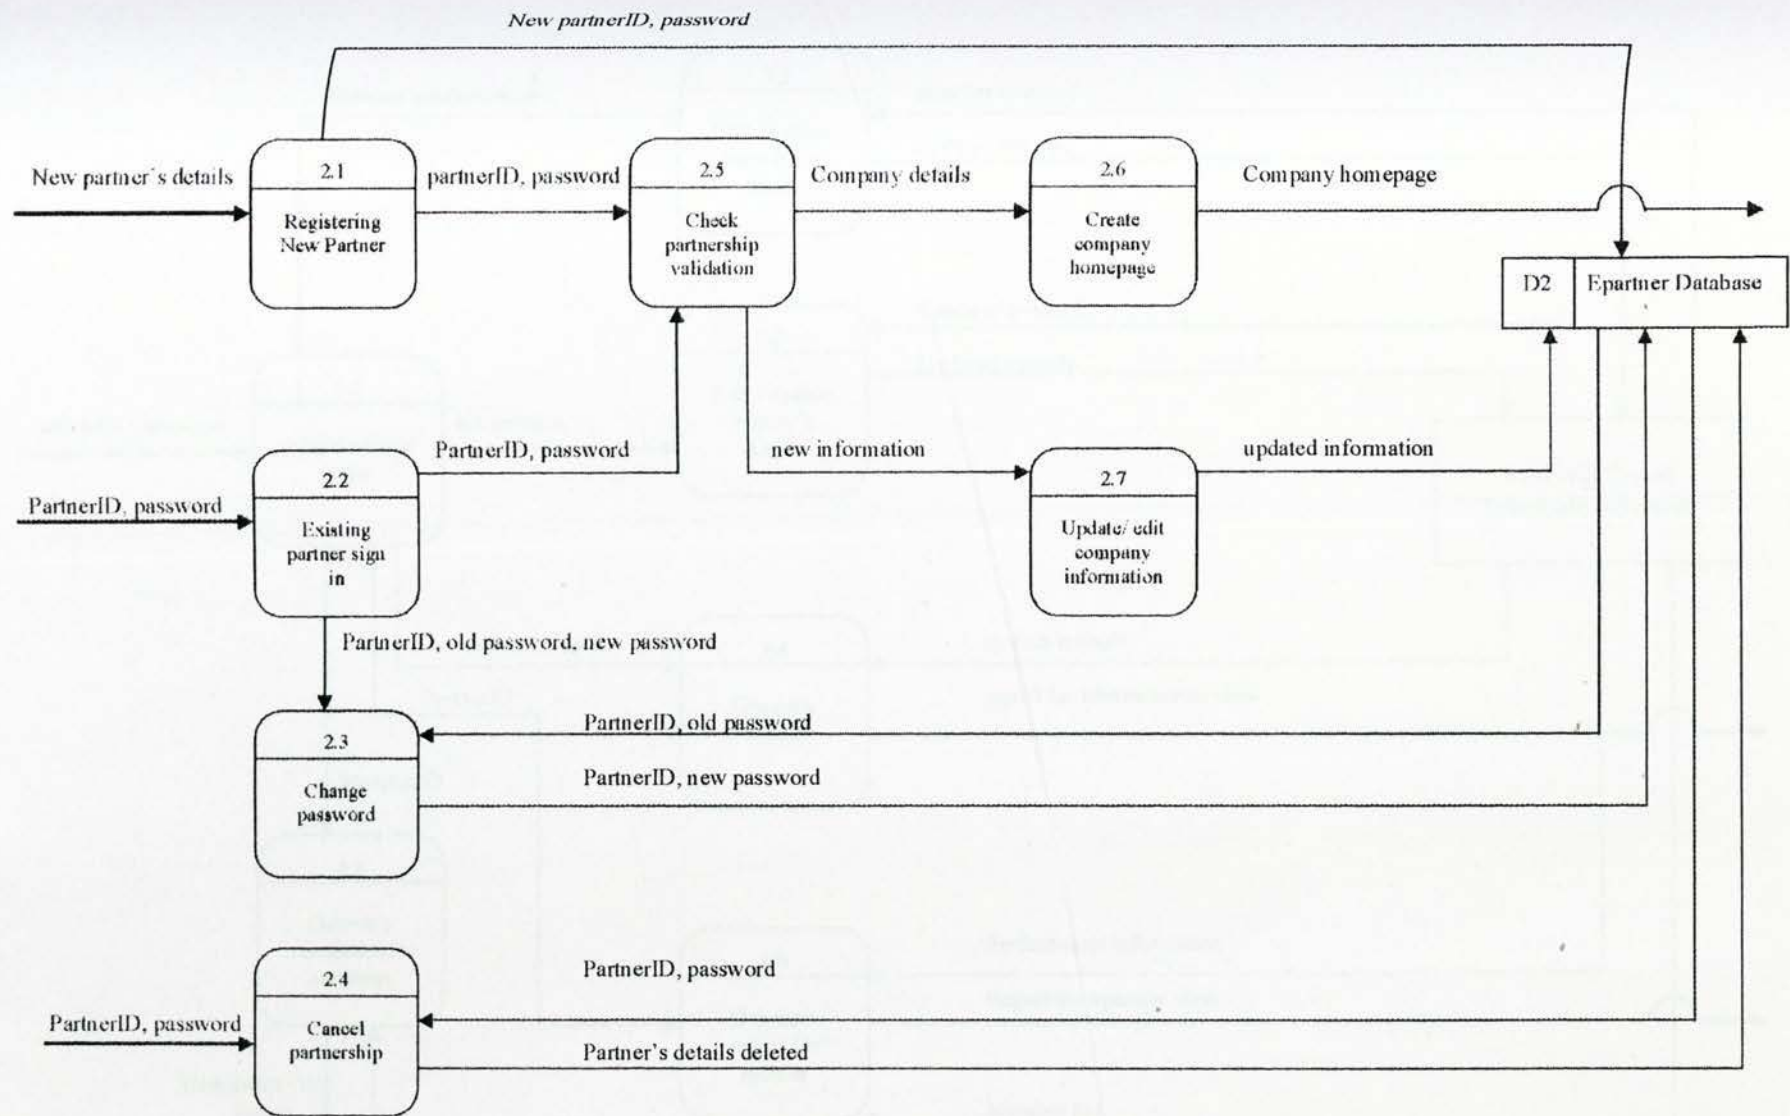 New partnerID, password
New partner's details
2.1
Registering
New Partner
partnerID, password
2.5
Check
partnership
validation
Company details
2.6
Create
company
homepage
Company homepage
D2
Epartner Database
PartnerID, password
2.2
Existing
partner sign
in
PartnerID, password
new information
2.7
Update/ edit
company
information
updated information
PartnerID, old password, new password
2.3
Change
password
PartnerID, old password
PartnerID, new password
PartnerID, password
2.4
Cancel
partnership
PartnerID, password
Partner's details deleted